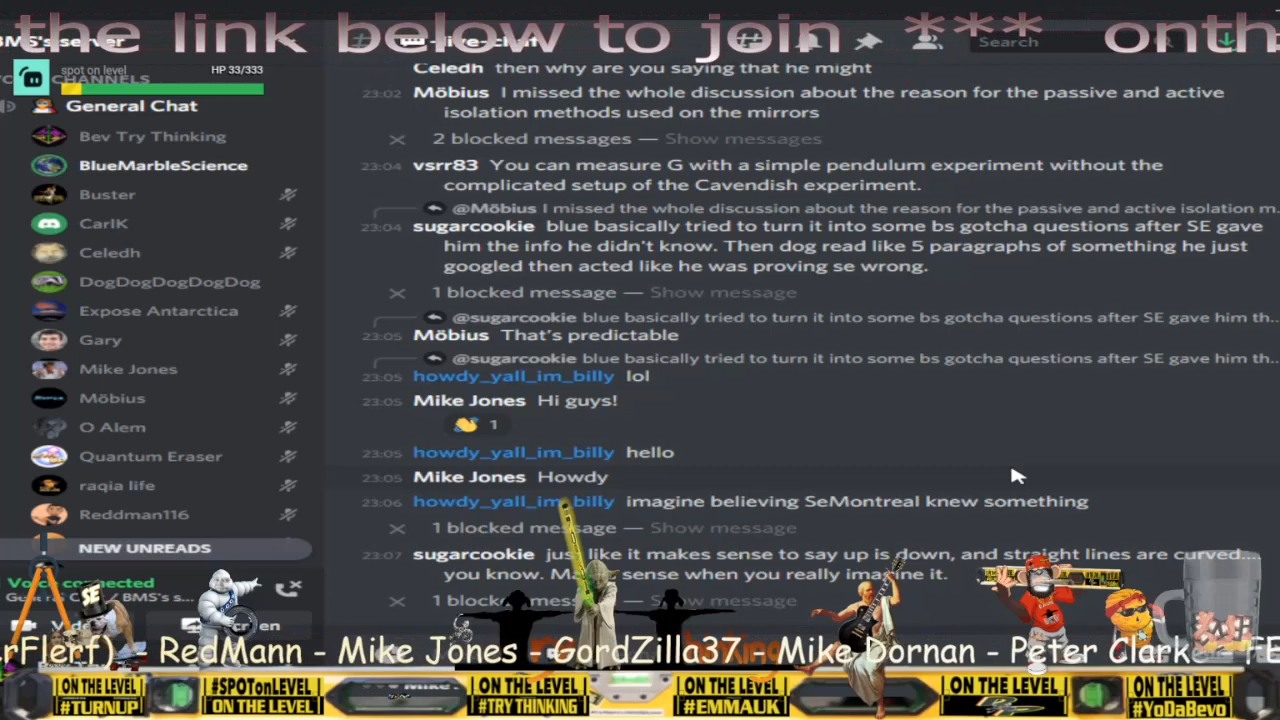 the link below to join *** onth
BMS's server
live-chat
Search
spot on level HP 33/333
CHANNELS
General Chat
Bev Try Thinking
BlueMarbleScience
Buster
CarlK
Celedh
DogDogDogDogDog
Expose Antarctica
Gary
Mike Jones
Möbius
O Alem
Quantum Eraser
raqia life
Reddmann116
NEW UNREADS
Voice connected
Celedh then why are you saying that he might
23:02 Möbius I missed the whole discussion about the reason for the passive and active
isolation methods used on the mirrors
2 blocked messages — Show messages
23:04 vsrr83 You can measure G with a simple pendulum experiment without the
complicated setup of the Cavendish experiment.
@Möbius I missed the whole discussion about the reason for the passive and active isolation m...
23:04 sugarcookie blue basically tried to turn it into some bs gotcha questions after SE gave
him the info he didn't know. Then dog read like 5 paragraphs of something he just
googled then acted like he was proving se wrong.
1 blocked message — Show message
@sugarcookie blue basically tried to turn it into some bs gotcha questions after SE gave him th...
23:05 Möbius That's predictable
@sugarcookie blue basically tried to turn it into some bs gotcha questions after SE gave him th...
23:05 howdy_yall_im_billy lol
23:05 Mike Jones Hi guys!
1
23:05 howdy_yall_im_billy hello
23:05 Mike Jones Howdy
23:06 howdy_yall_im_billy imagine believing SeMontreal knew something
1 blocked message — Show message
23:07 sugarcookie just like it makes sense to say up is down, and straight lines are curved....
you know. sense when you really imagine it.
1 blocked message — Show message
/ BMS's s...
SE
rFlerf) - RedMann - Mike Jones - GordZilla37 - Mike Dornan - Peter Clarke - FE
ON THE LEVEL
#TURNUP
#SPOTonLEVEL
ON THE LEVEL
ON THE LEVEL
#TRY THINKING
ON THE LEVEL
#EMMAUK
ON THE LEVEL
ON THE LEVEL
#YoDaBevo